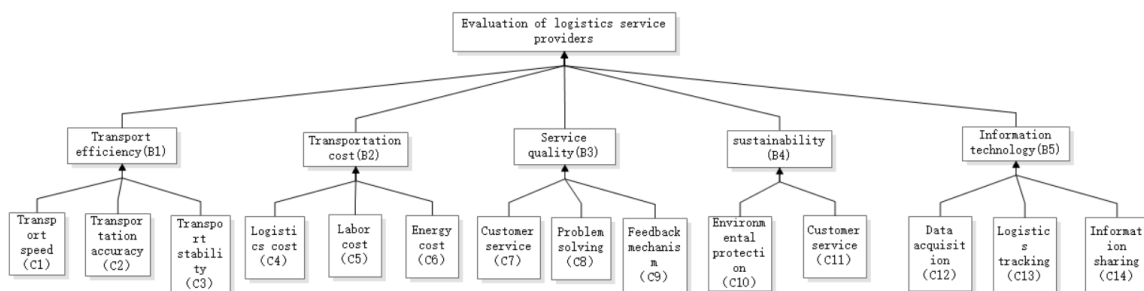 Evaluation of logistics service
providers
Transport
efficiency(B1)
Transportation
cost(B2)
Service
quality(B3)
sustainability
(B4)
Information
technology(B5)
Transp
ort
speed
(C1)
Transpor
tation
accuracy
(C2)
Transpo
rt
stabili
ty
(C3)
Logisti
cs cost
(C4)
Labor
cost
(C5)
Energy
cost
(C6)
Customer
service
(C7)
Problem
solving
(C8)
Feedback
mechanis
m
(C9)
Environ
mental
protecti
on
(C10)
Customer
service
(C11)
Data
acquisit
ion
(C12)
Logistic
s
tracking
(C13)
Informat
ion
sharing
(C14)